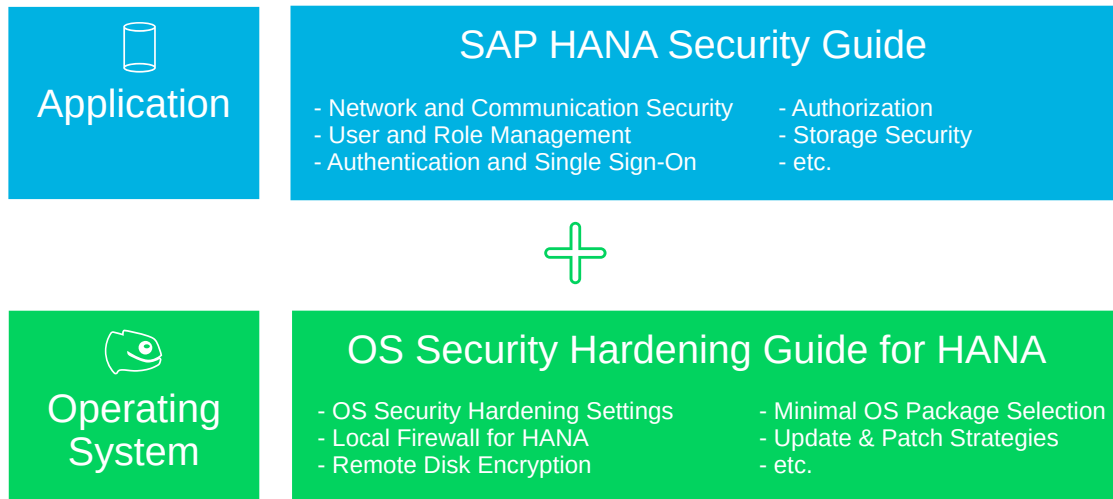 Application
SAP HANA Security Guide
- Network and Communication Security
- User and Role Management
- Authentication and Single Sign-On
- Authorization
- Storage Security
- etc.
Operating
System
OS Security Hardening Guide for HANA
- OS Security Hardening Settings
- Local Firewall for HANA
- Remote Disk Encryption
- Minimal OS Package Selection
- Update & Patch Strategies
- etc.